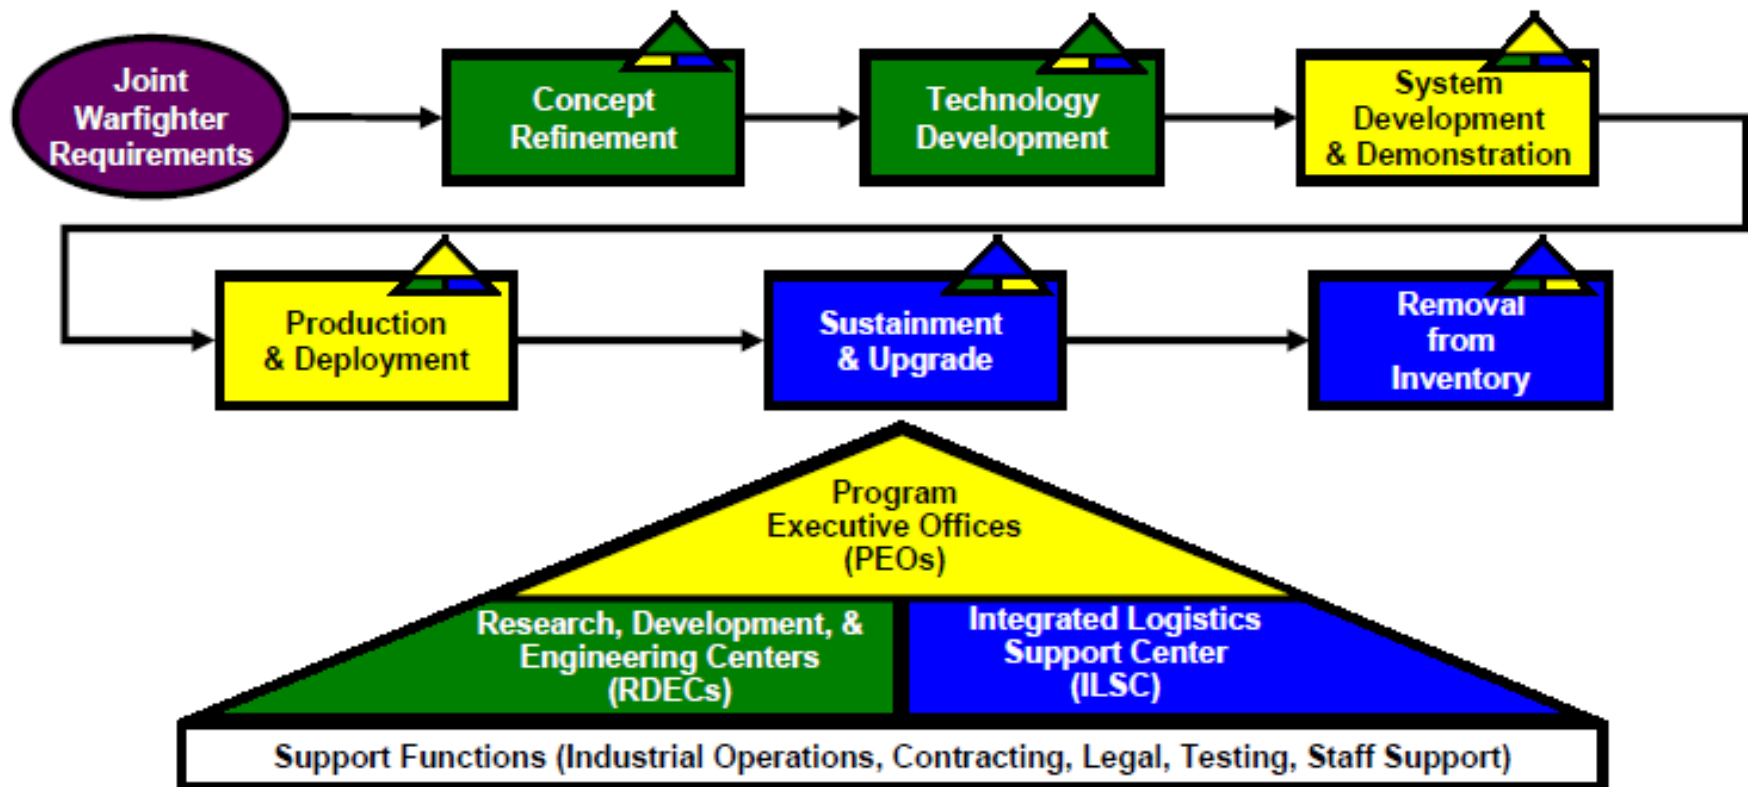 Joint
Warfighter
Requirements
Concept
Refinement
Technology
Development
System
Development
& Demonstration
Production
& Deployment
Sustainment
& Upgrade
Removal
from
Inventory
Program
Executive Offices
(PEOs)
Research, Development, &
Engineering Centers
(RDECs)
Integrated Logistics
Support Center
(ILSC)
Support Functions (Industrial Operations, Contracting, Legal, Testing, Staff Support)